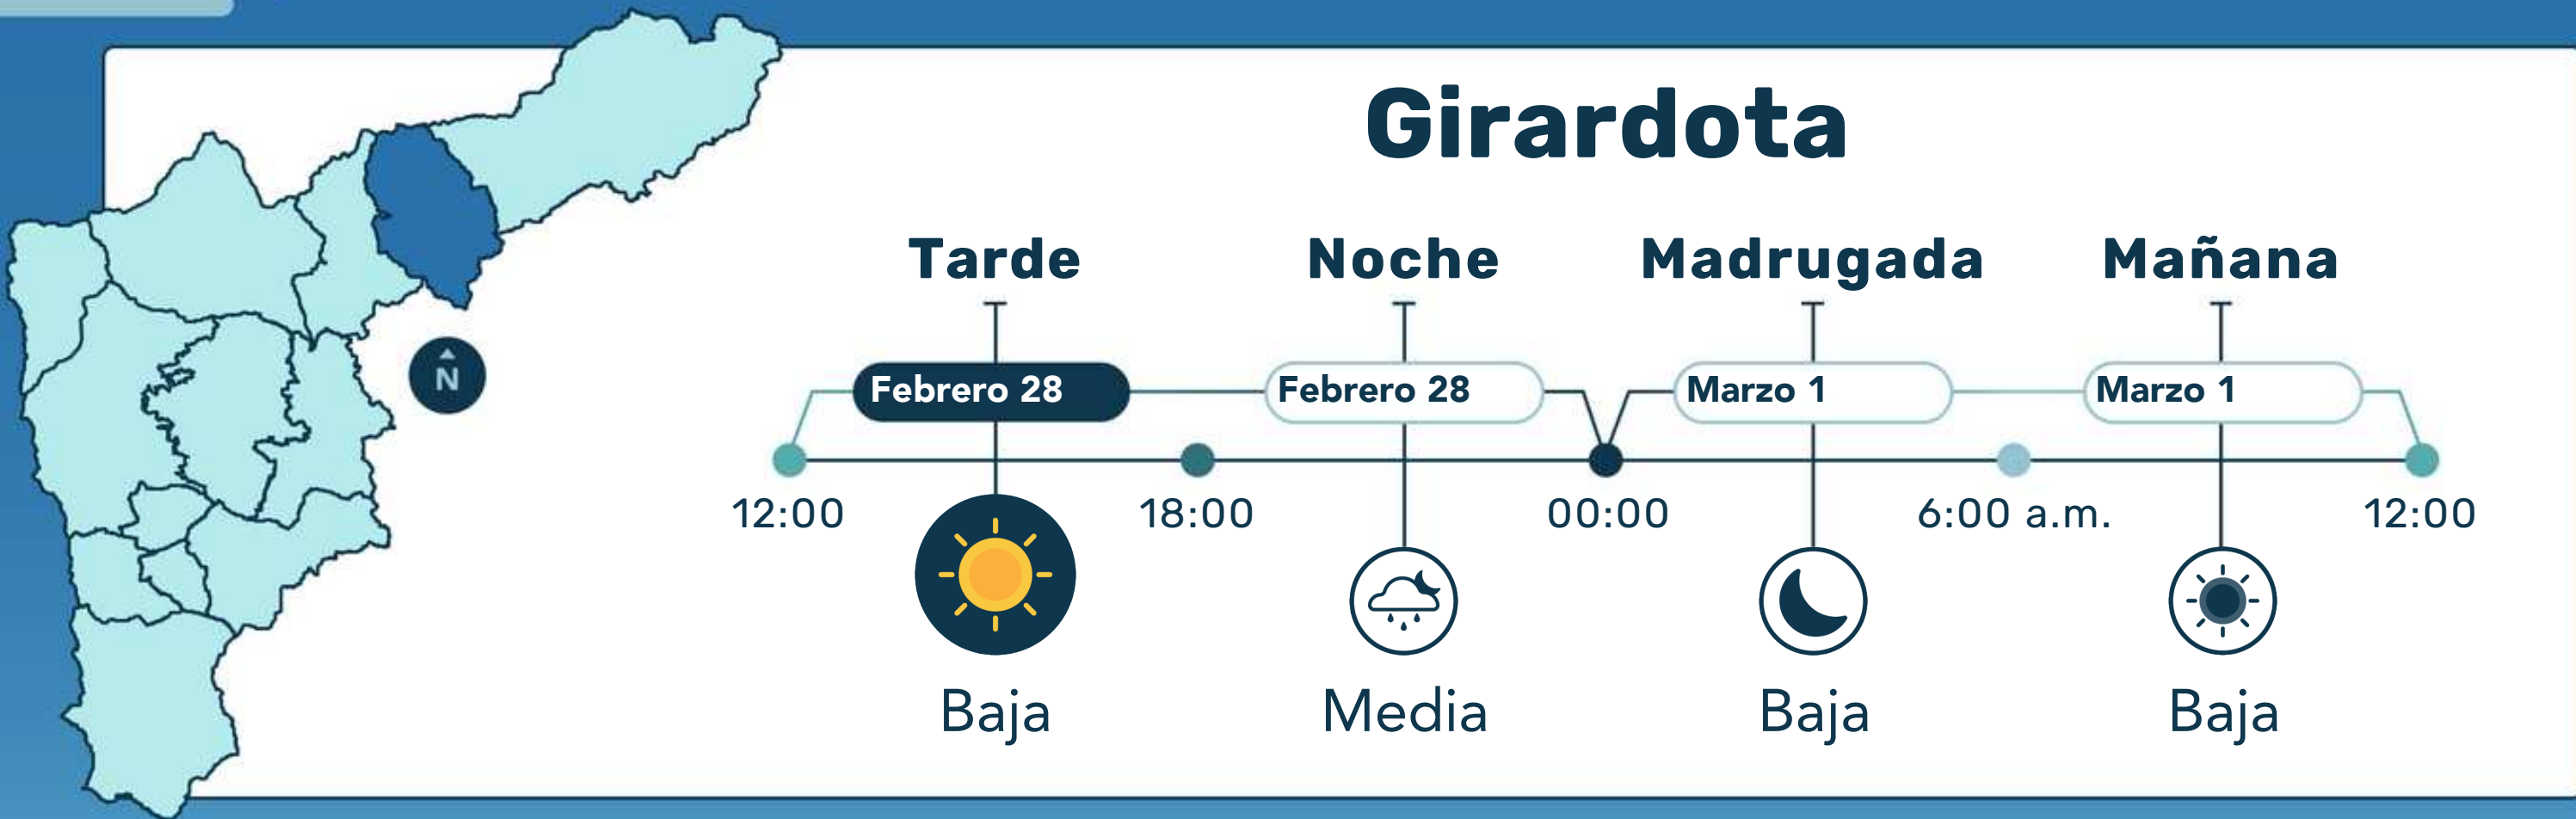 Girardota
Tarde Noche Madrugada Mañana
Febrero 28 Febrero 28 Marzo 1 Marzo 1
N
12:00 18:00 00:00 6:00 a.m. 12:00
Baja Media Baja Baja